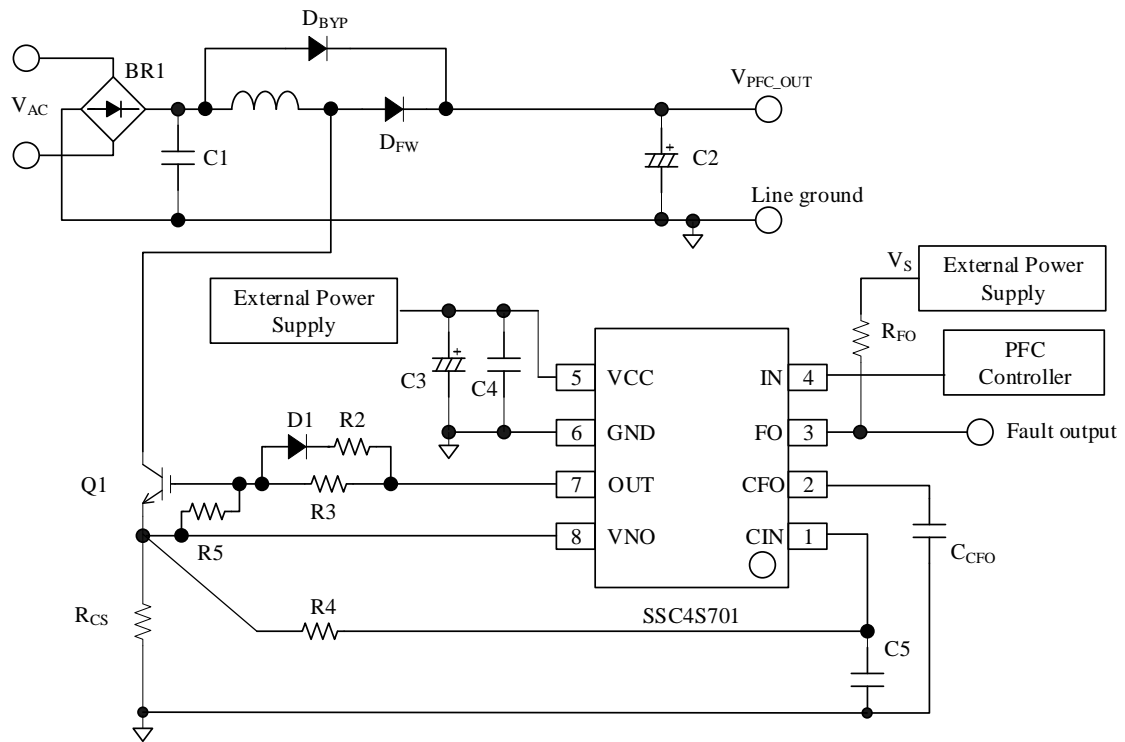 D_BYP
BR1
V_AC
V_PFC_OUT
D_FW
C1
+
C2
Line ground
V_S
External Power
Supply
External Power
Supply
R_FO
PFC
Controller
+
C3
C4
5
VCC
IN
4
D1
R2
6
GND
FO
3
Fault output
Q1
R3
7
OUT
CFO
2
R5
8
VNO
CIN
1
C_CFO
R_CS
R4
SSC4S701
C5